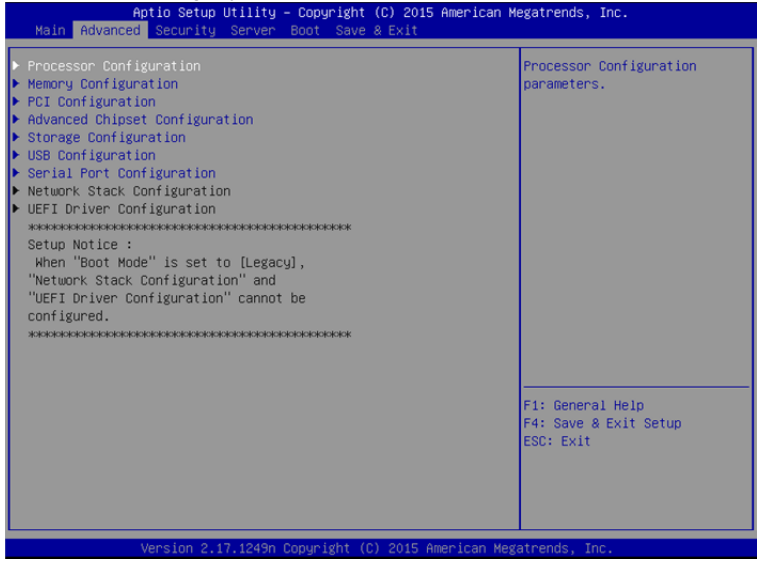 Aptio Setup Utility – Copyright (C) 2015 American Megatrends, Inc.
Main Advanced Security Server Boot Save & Exit
Processor Configuration
Memory Configuration
PCI Configuration
Advanced Chipset Configuration
Storage Configuration
USB Configuration
Serial Port Configuration
Network Stack Configuration
UEFI Driver Configuration
*******************************************
Setup Notice :
When "Boot Mode" is set to [Legacy],
"Network Stack Configuration" and
"UEFI Driver Configuration" cannot be
configured.
*******************************************
Processor Configuration
parameters.
F1: General Help
F4: Save & Exit Setup
ESC: Exit
Version 2.17.1249n Copyright (C) 2015 American Megatrends, Inc.